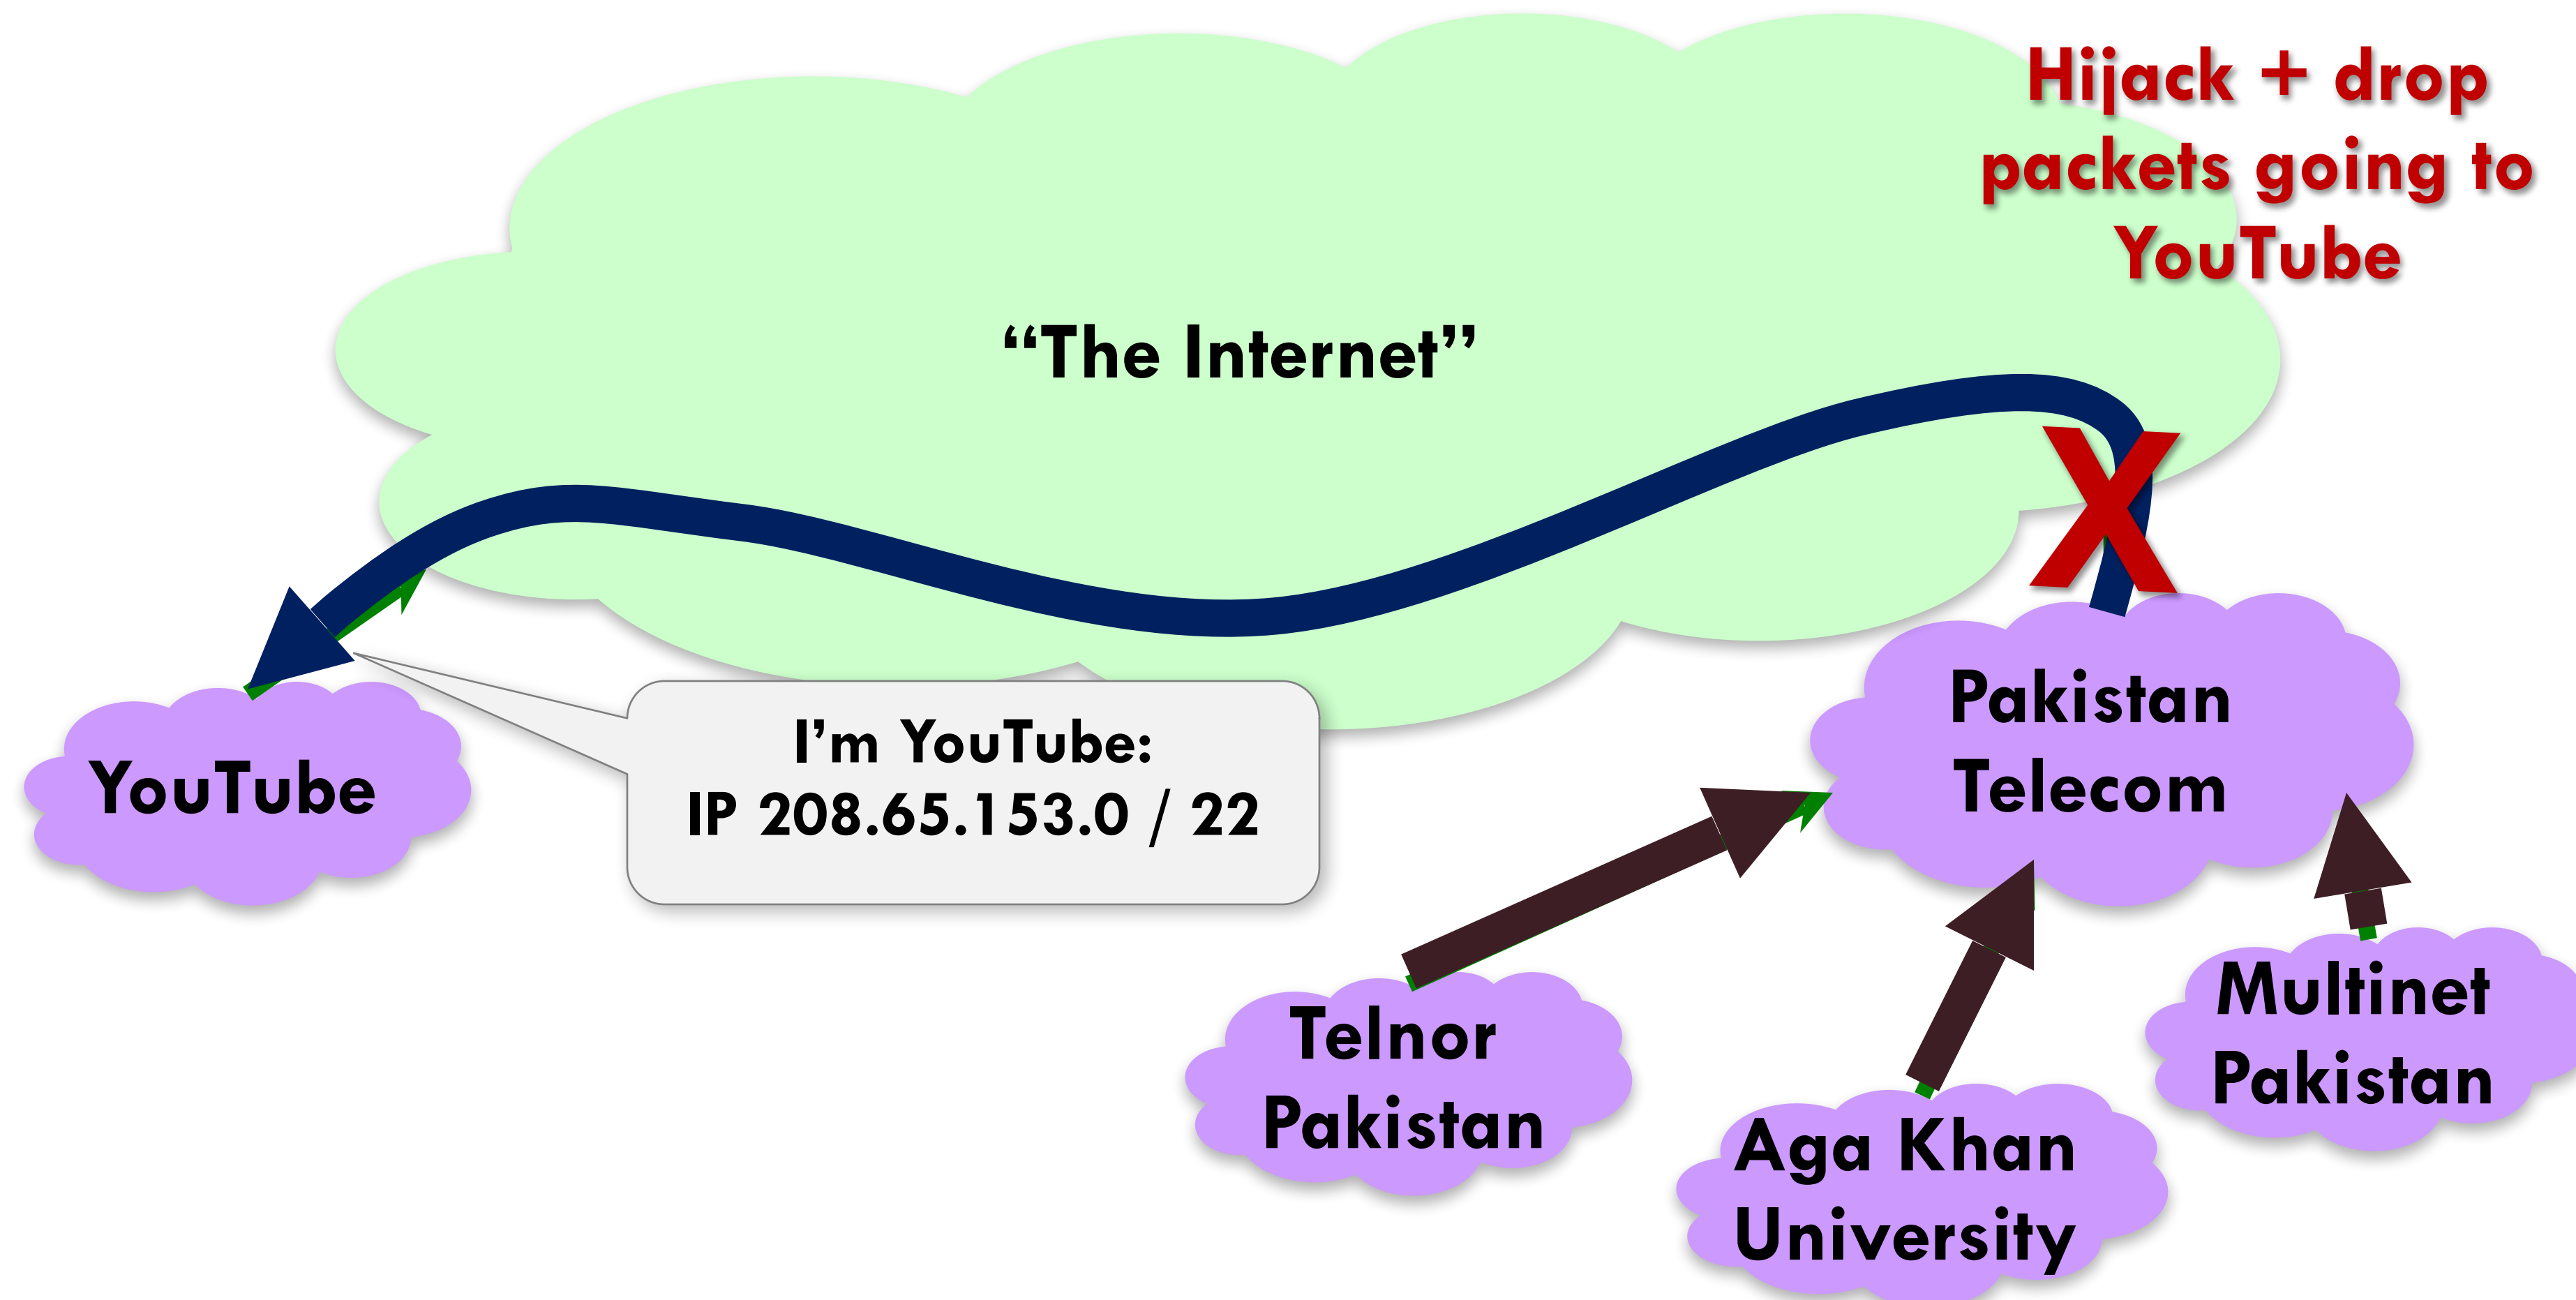 Hijack + drop
packets going to
YouTube
“The Internet”
YouTube
I’m YouTube:
IP 208.65.153.0 / 22
X
Pakistan
Telecom
Telnor
Pakistan
Aga Khan
University
Multinet
Pakistan